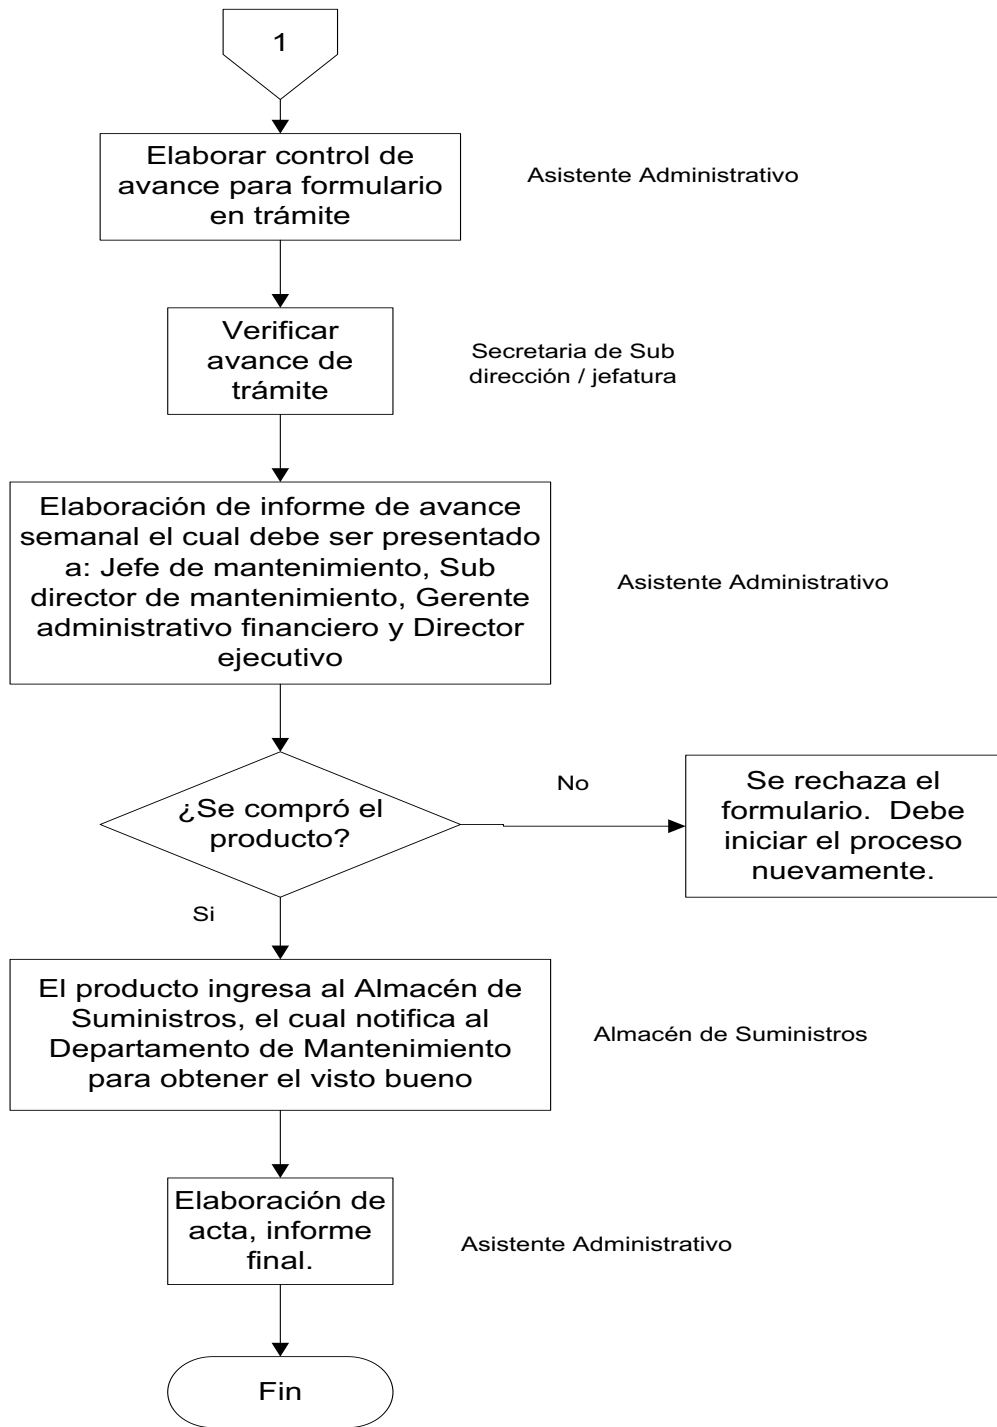 1
Elaborar control de
avance para formulario
en trámite
Asistente Administrativo
Verificar
avance de
trámite
Secretaria de Sub
dirección / jefatura
Elaboración de informe de avance
semanal el cual debe ser presentado
a: Jefe de mantenimiento, Sub
director de mantenimiento, Gerente
administrativo financiero y Director
ejecutivo
Asistente Administrativo
¿Se compró el
producto?
No
Se rechaza el
formulario.  Debe
iniciar el proceso
nuevamente.
Si
El producto ingresa al Almacén de
Suministros, el cual notifica al
Departamento de Mantenimiento
para obtener el visto bueno
Almacén de Suministros
Elaboración de
acta, informe
final.
Asistente Administrativo
Fin